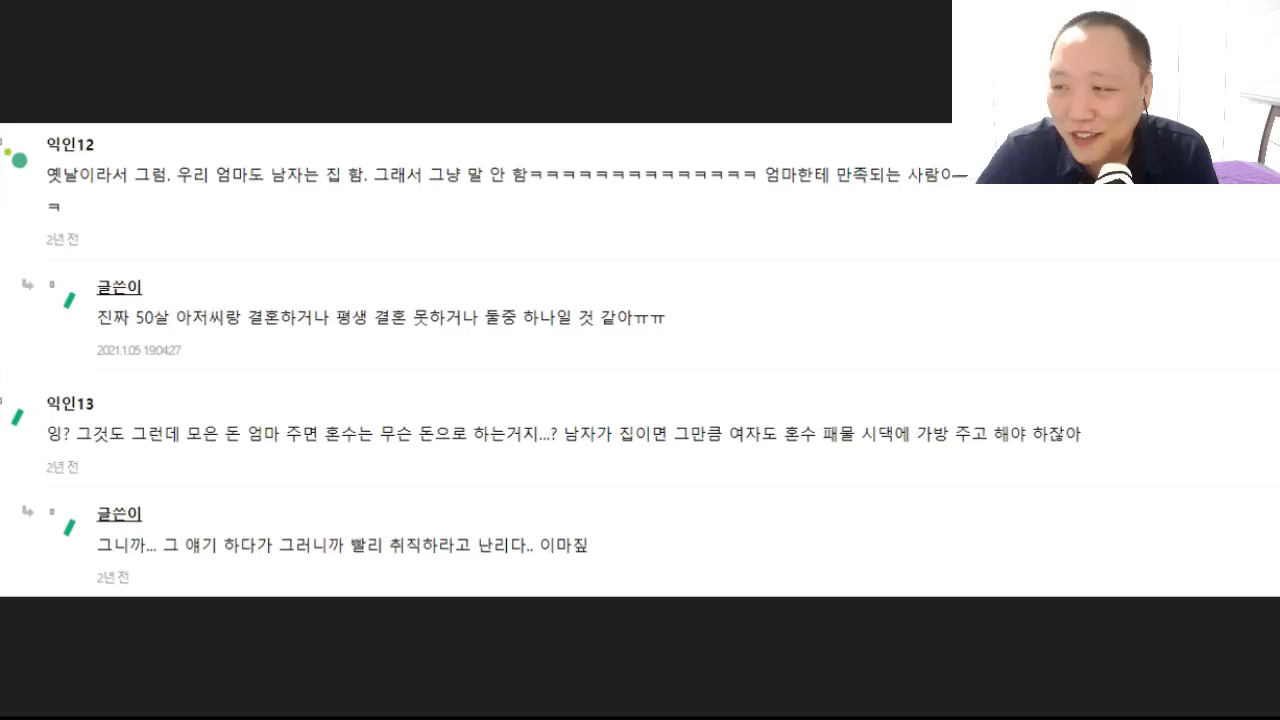 익인12
옛날이라서 그럼. 우리 엄마도 남자는 집 함. 그래서 그냥 말 안 함ㅋㅋㅋㅋㅋㅋㅋㅋㅋㅋㅋㅋㅋㅋ 엄마한테 만족되는 사람이
ㅋ
2년 전
글쓴이
진짜 50살 아저씨랑 결혼하거나 평생 결혼 못하거나 둘중 하나일 것 같아ㅠㅠ
2021.1.05 19:04:27
익인13
잉? 그것도 그런데 모은 돈 엄마 주면 혼수는 무슨 돈으로 하는거지...? 남자가 집이면 그만큼 여자도 혼수 패물 시댁에 가방 주고 해야 하잖아
2년 전
글쓴이
그니까... 그 얘기 하다가 그러니까 빨리 취직하라고 난리다.. 이마짚
2년 전